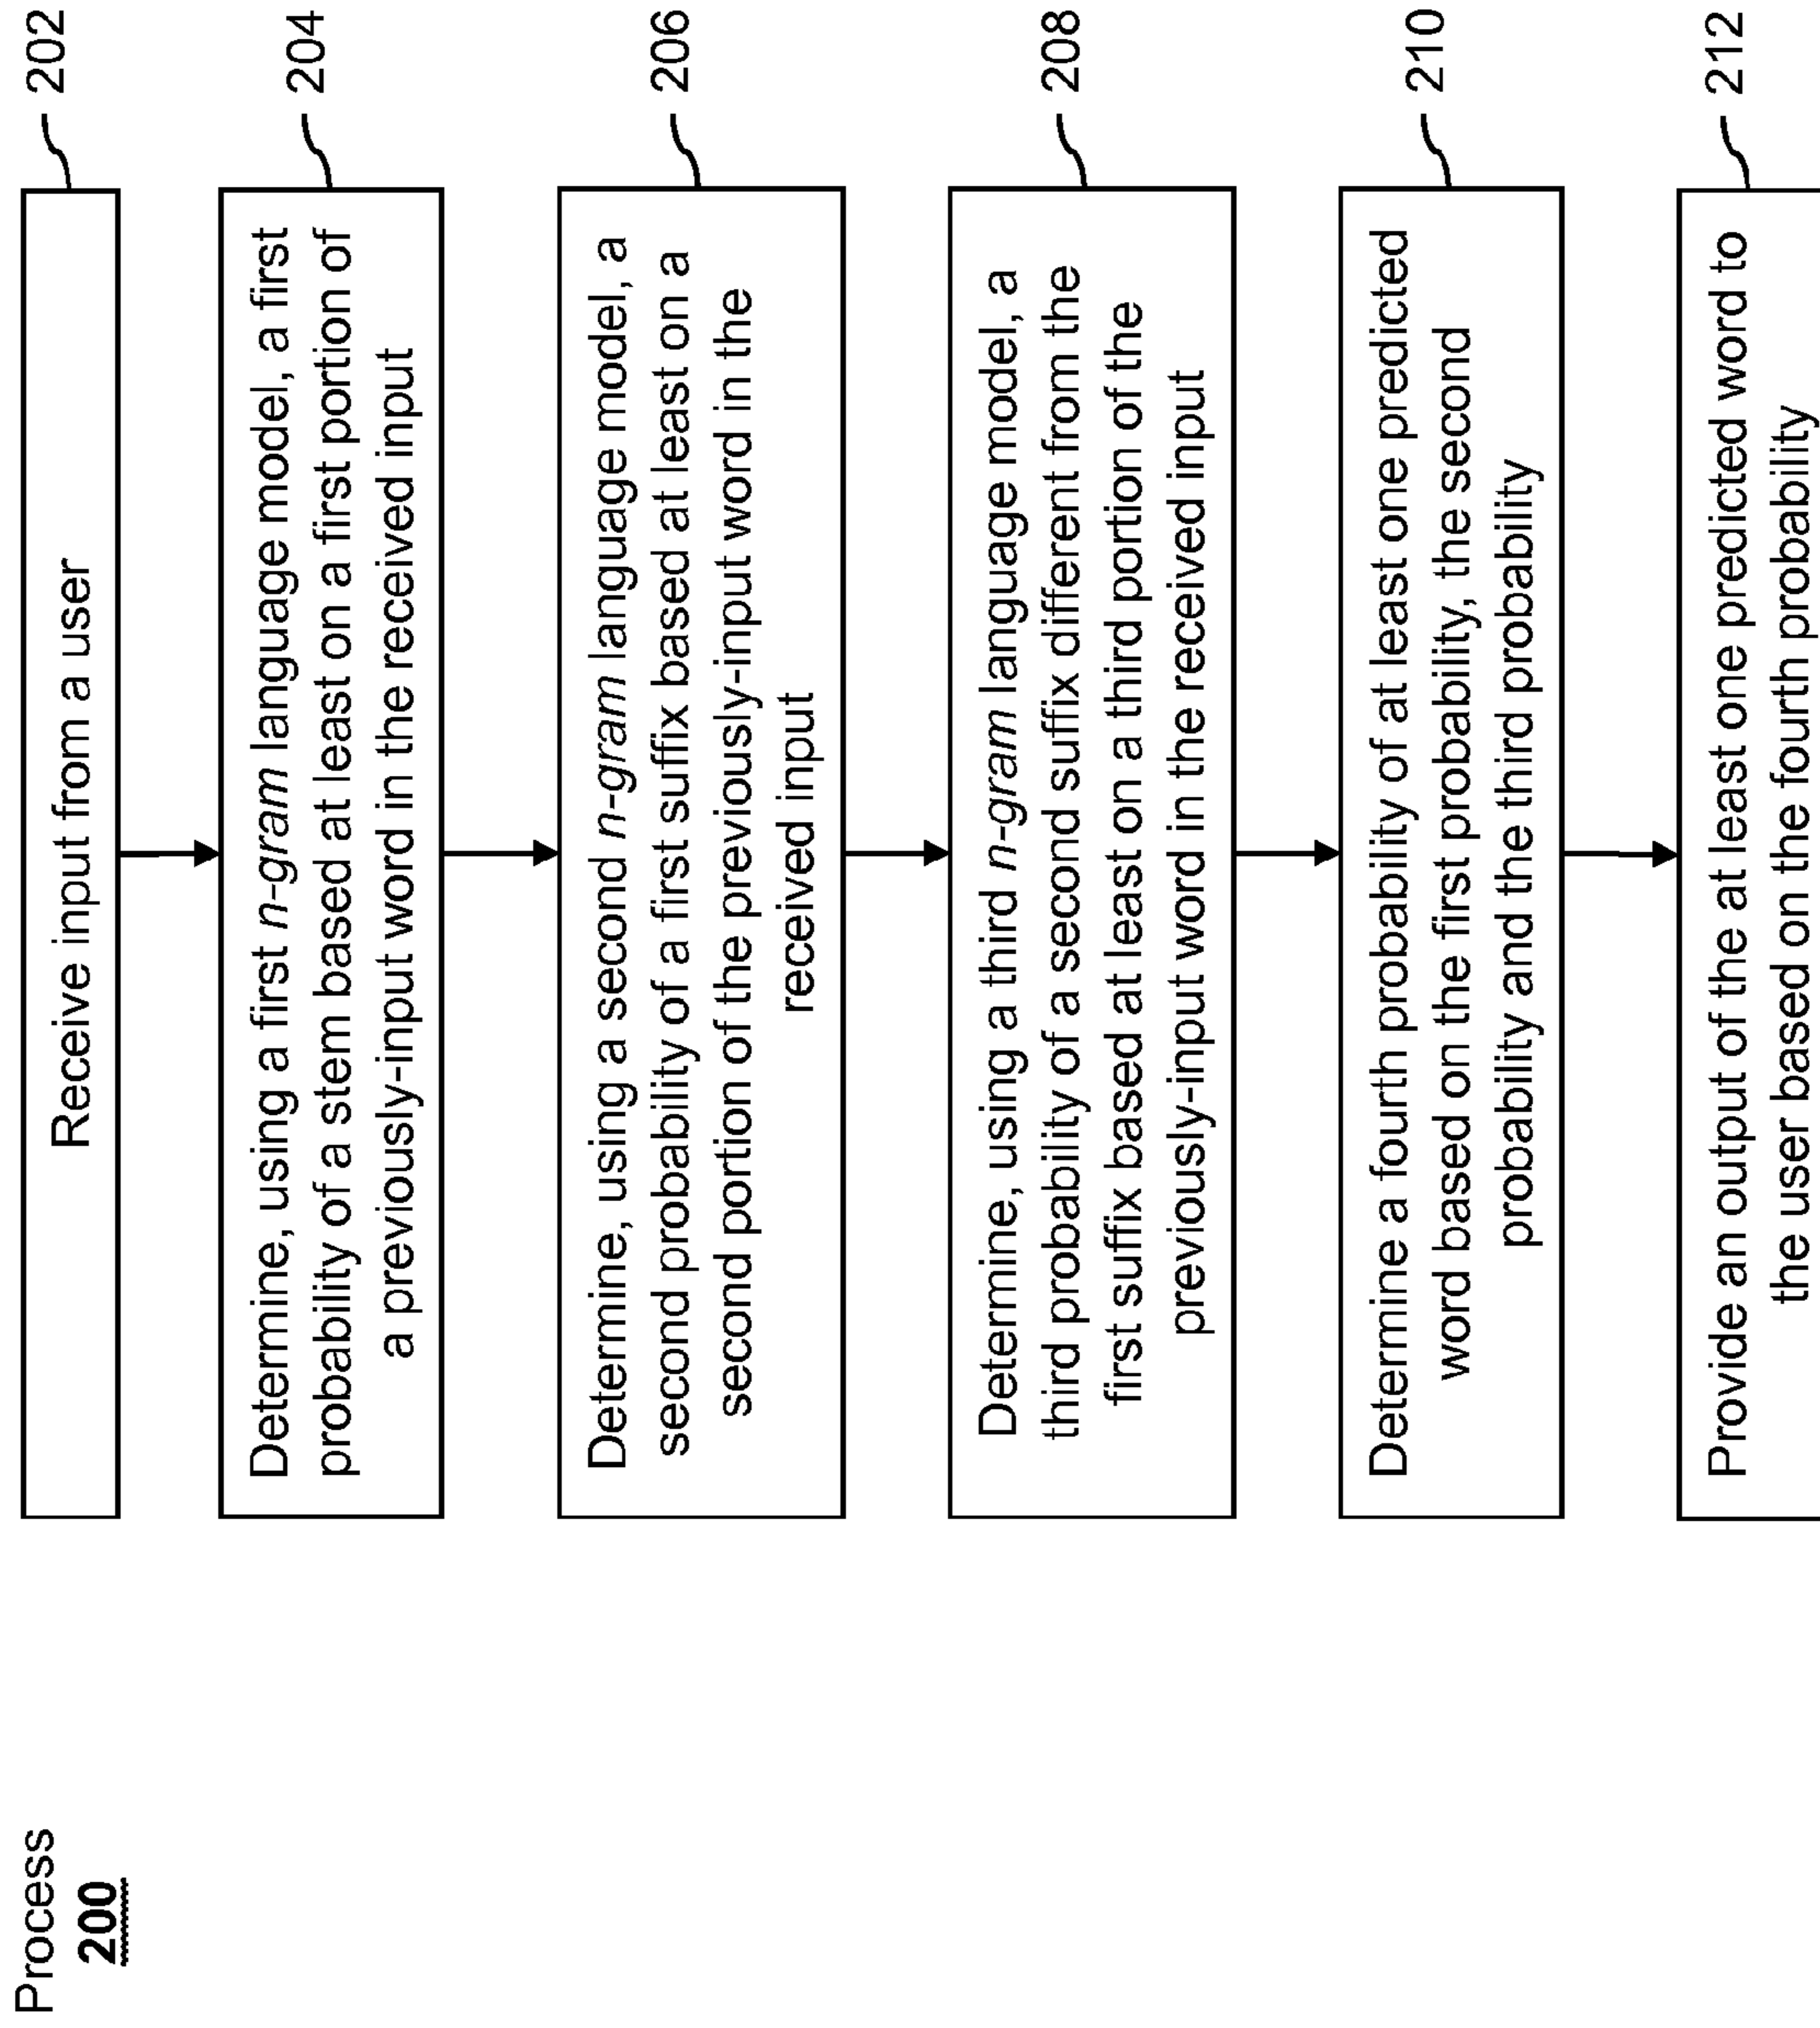 Process
200
Receive input from a user
202
Determine, using a first n-gram language model, a first
probability of a stem based at least on a first portion of
a previously-input word in the received input
204
Determine, using a second n-gram language model, a
second probability of a first suffix based at least on a
second portion of the previously-input word in the
received input
206
Determine, using a third n-gram language model, a
third probability of a second suffix different from the
first suffix based at least on a third portion of the
previously-input word in the received input
208
Determine a fourth probability of at least one predicted
word based on the first probability, the second
probability and the third probability
210
Provide an output of the at least one predicted word to
the user based on the fourth probability
212